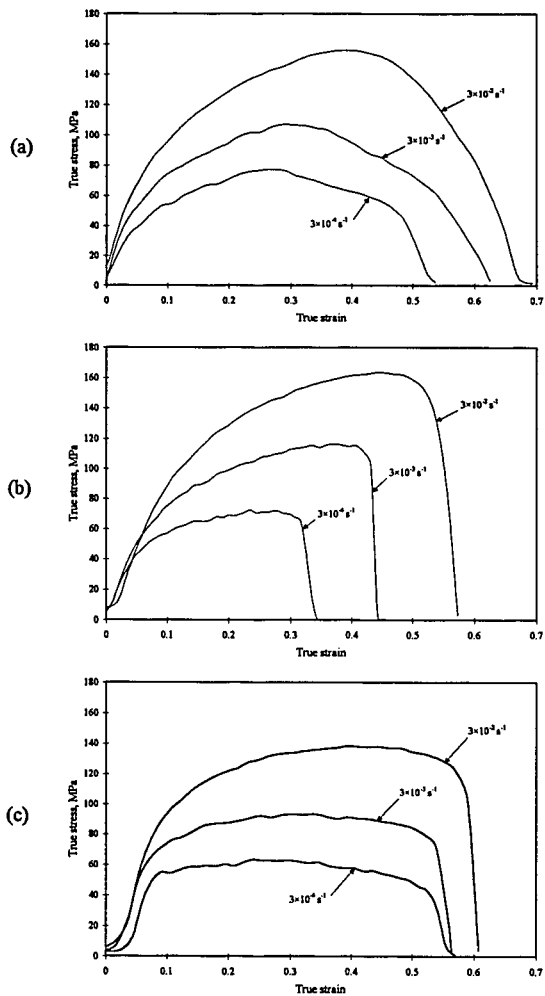 (a)
True stress, MPa
180
160
140
120
100
80
60
40
20
0
3×10⁻² s⁻¹
3×10⁻³ s⁻¹
3×10⁻⁴ s⁻¹
0 0.1 0.2 0.3 0.4 0.5 0.6 0.7
True strain
(b)
True stress, MPa
180
160
140
120
100
80
60
40
20
0
3×10⁻² s⁻¹
3×10⁻³ s⁻¹
3×10⁻⁴ s⁻¹
0 0.1 0.2 0.3 0.4 0.5 0.6 0.7
True strain
(c)
True stress, MPa
180
160
140
120
100
80
60
40
20
0
3×10⁻² s⁻¹
3×10⁻³ s⁻¹
3×10⁻⁴ s⁻¹
0 0.1 0.2 0.3 0.4 0.5 0.6 0.7
True strain